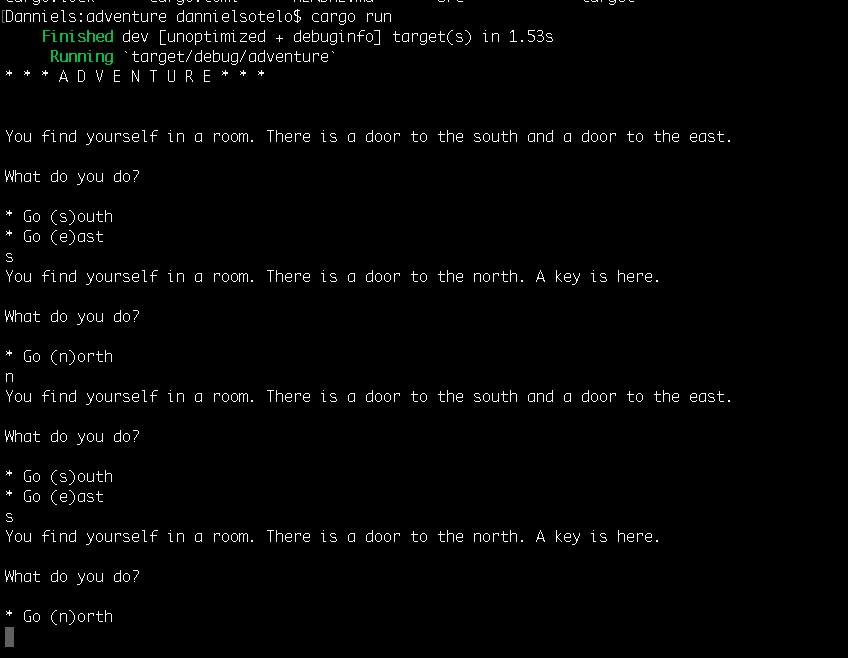 Danniels:adventure dannielsotelo$ cargo run
Finished dev [unoptimized + debuginfo] target(s) in 1.53s
Running `target/debug/adventure`
* * * A D V E N T U R E * * *
You find yourself in a room. There is a door to the south and a door to the east.
What do you do?
* Go (s)outh
* Go (e)ast
s
You find yourself in a room. There is a door to the north. A key is here.
What do you do?
* Go (n)orth
n
You find yourself in a room. There is a door to the south and a door to the east.
What do you do?
* Go (s)outh
* Go (e)ast
s
You find yourself in a room. There is a door to the north. A key is here.
What do you do?
* Go (n)orth